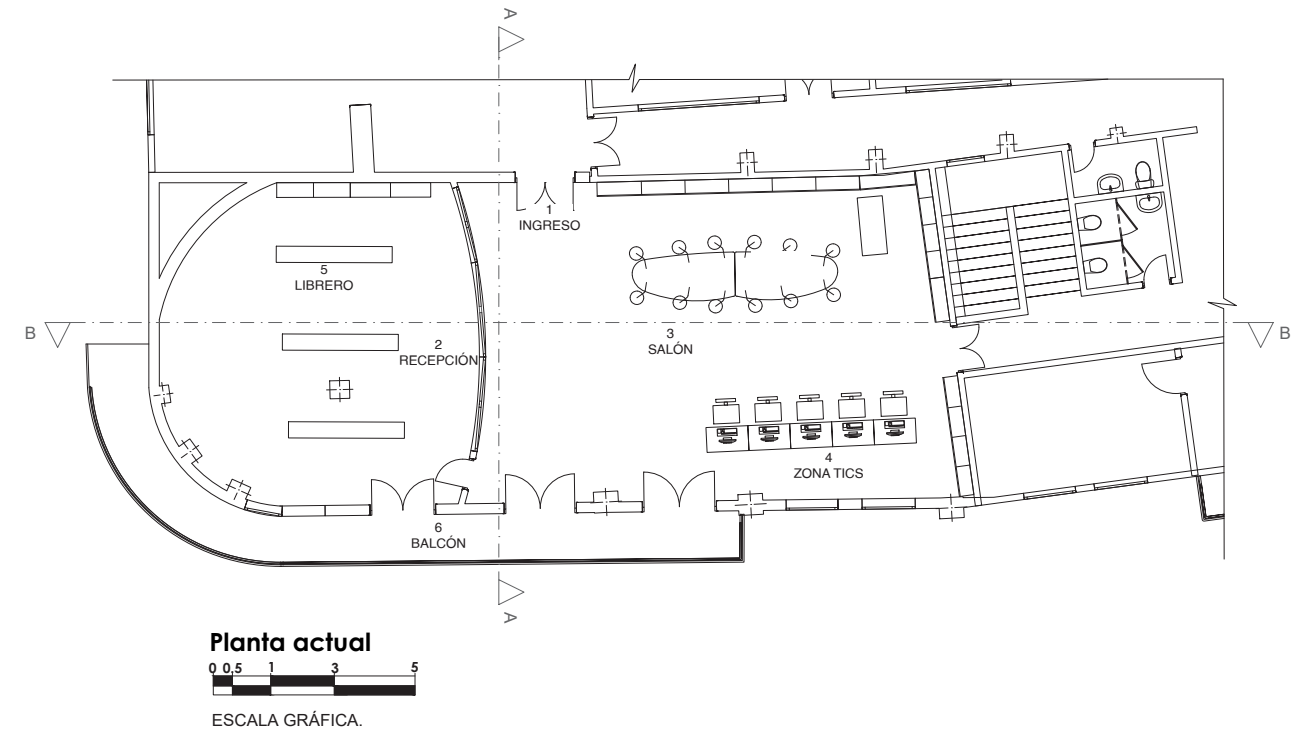 A
1
INGRESO
5
LIBRERO
B
2
RECEPCIÓN
3
SALÓN
B
4
ZONA TICS
6
BALCÓN
A
Planta actual
0 0,5 1 3 5
ESCALA GRÁFICA.